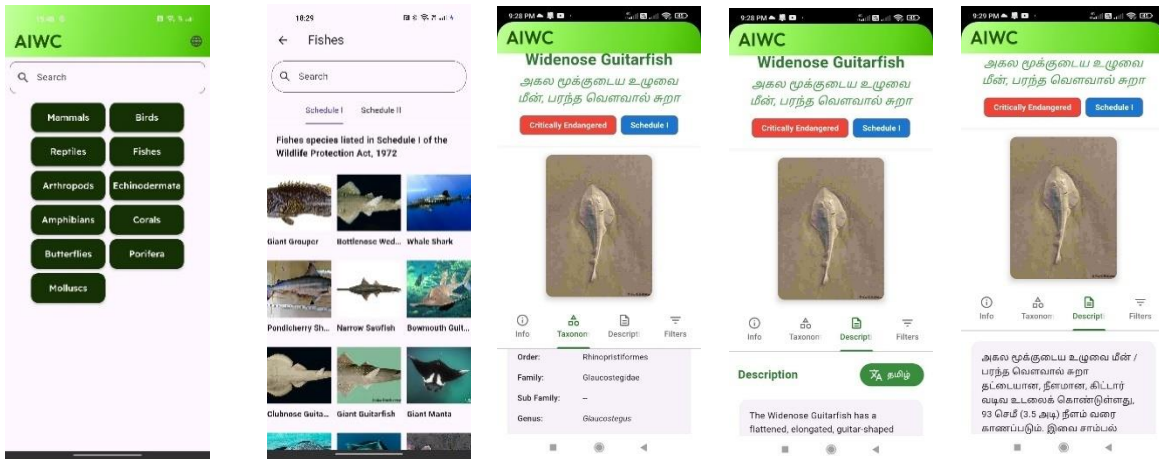 AIWC
Search
Mammals
Birds
Reptiles
Fishes
Arthropods
Echinodermata
Amphibians
Corals
Butterflies
Porifera
Molluscs
18:29
Fishes
Search
Schedule I
Schedule II
Fishes species listed in Schedule I of the
Wildlife Protection Act, 1972
Giant Grouper
Bottlenose Wed...
Whale Shark
Pondicherry Sh...
Narrow Sawfish
Bowmouth Guit...
Clubnose Guita...
Giant Guitarfish
Giant Manta
9:28 PM
AIWC
Widenose Guitarfish
அகல மூக்குடைய உழுவை
மீன், பரந்த வெளவால் சுறா
Critically Endangered
Schedule I
Info
Taxonom
Descripti
Filters
Order:
Rhinopristiformes
Family:
Glaucostegidae
Sub Family:
–
Genus:
Glaucostegus
9:28 PM
AIWC
Widenose Guitarfish
அகல மூக்குடைய உழுவை
மீன், பரந்த வெளவால் சுறா
Critically Endangered
Schedule I
Info
Taxonom
Descripti
Filters
Description
தமிழ்
The Widenose Guitarfish has a
flattened, elongated, guitar-shaped
9:29 PM
AIWC
அகல மூக்குடைய உழுவை
மீன், பரந்த வெளவால் சுறா
Critically Endangered
Schedule I
Info
Taxonom
Descripti
Filters
அகல மூக்குடைய உழுவை மீன் /
பரந்த வெளவால் சுறா
தட்டையான, நீளமான, கிட்டார்
வடிவ உடலைக் கொண்டுள்ளது,
93 செமீ (3.5 அடி) நீளம் வரை
காணப்படும். இவை சாம்பல்